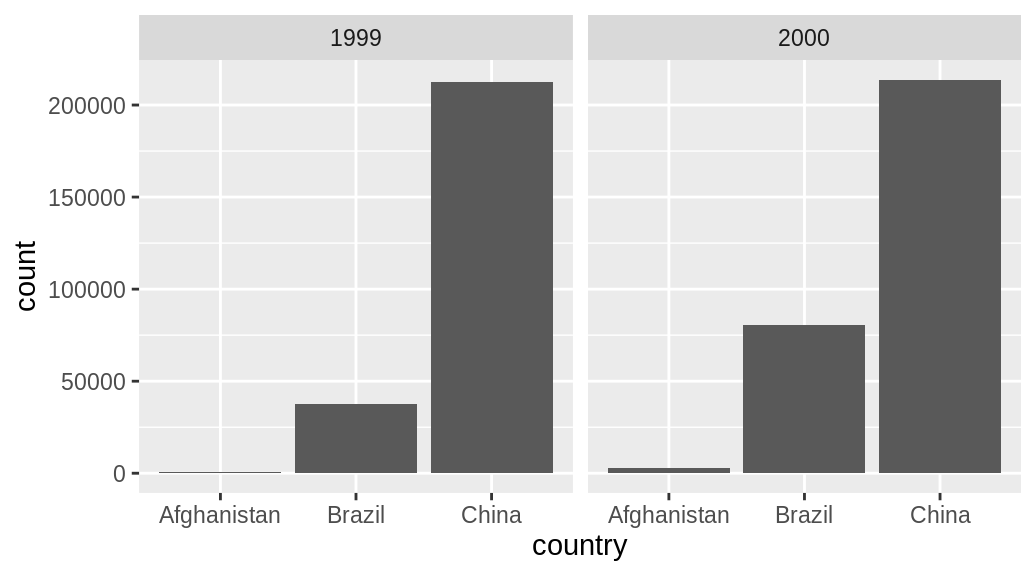 1999
2000
200000
150000
100000
50000
0
count
Afghanistan
Brazil
China
Afghanistan
Brazil
China
country